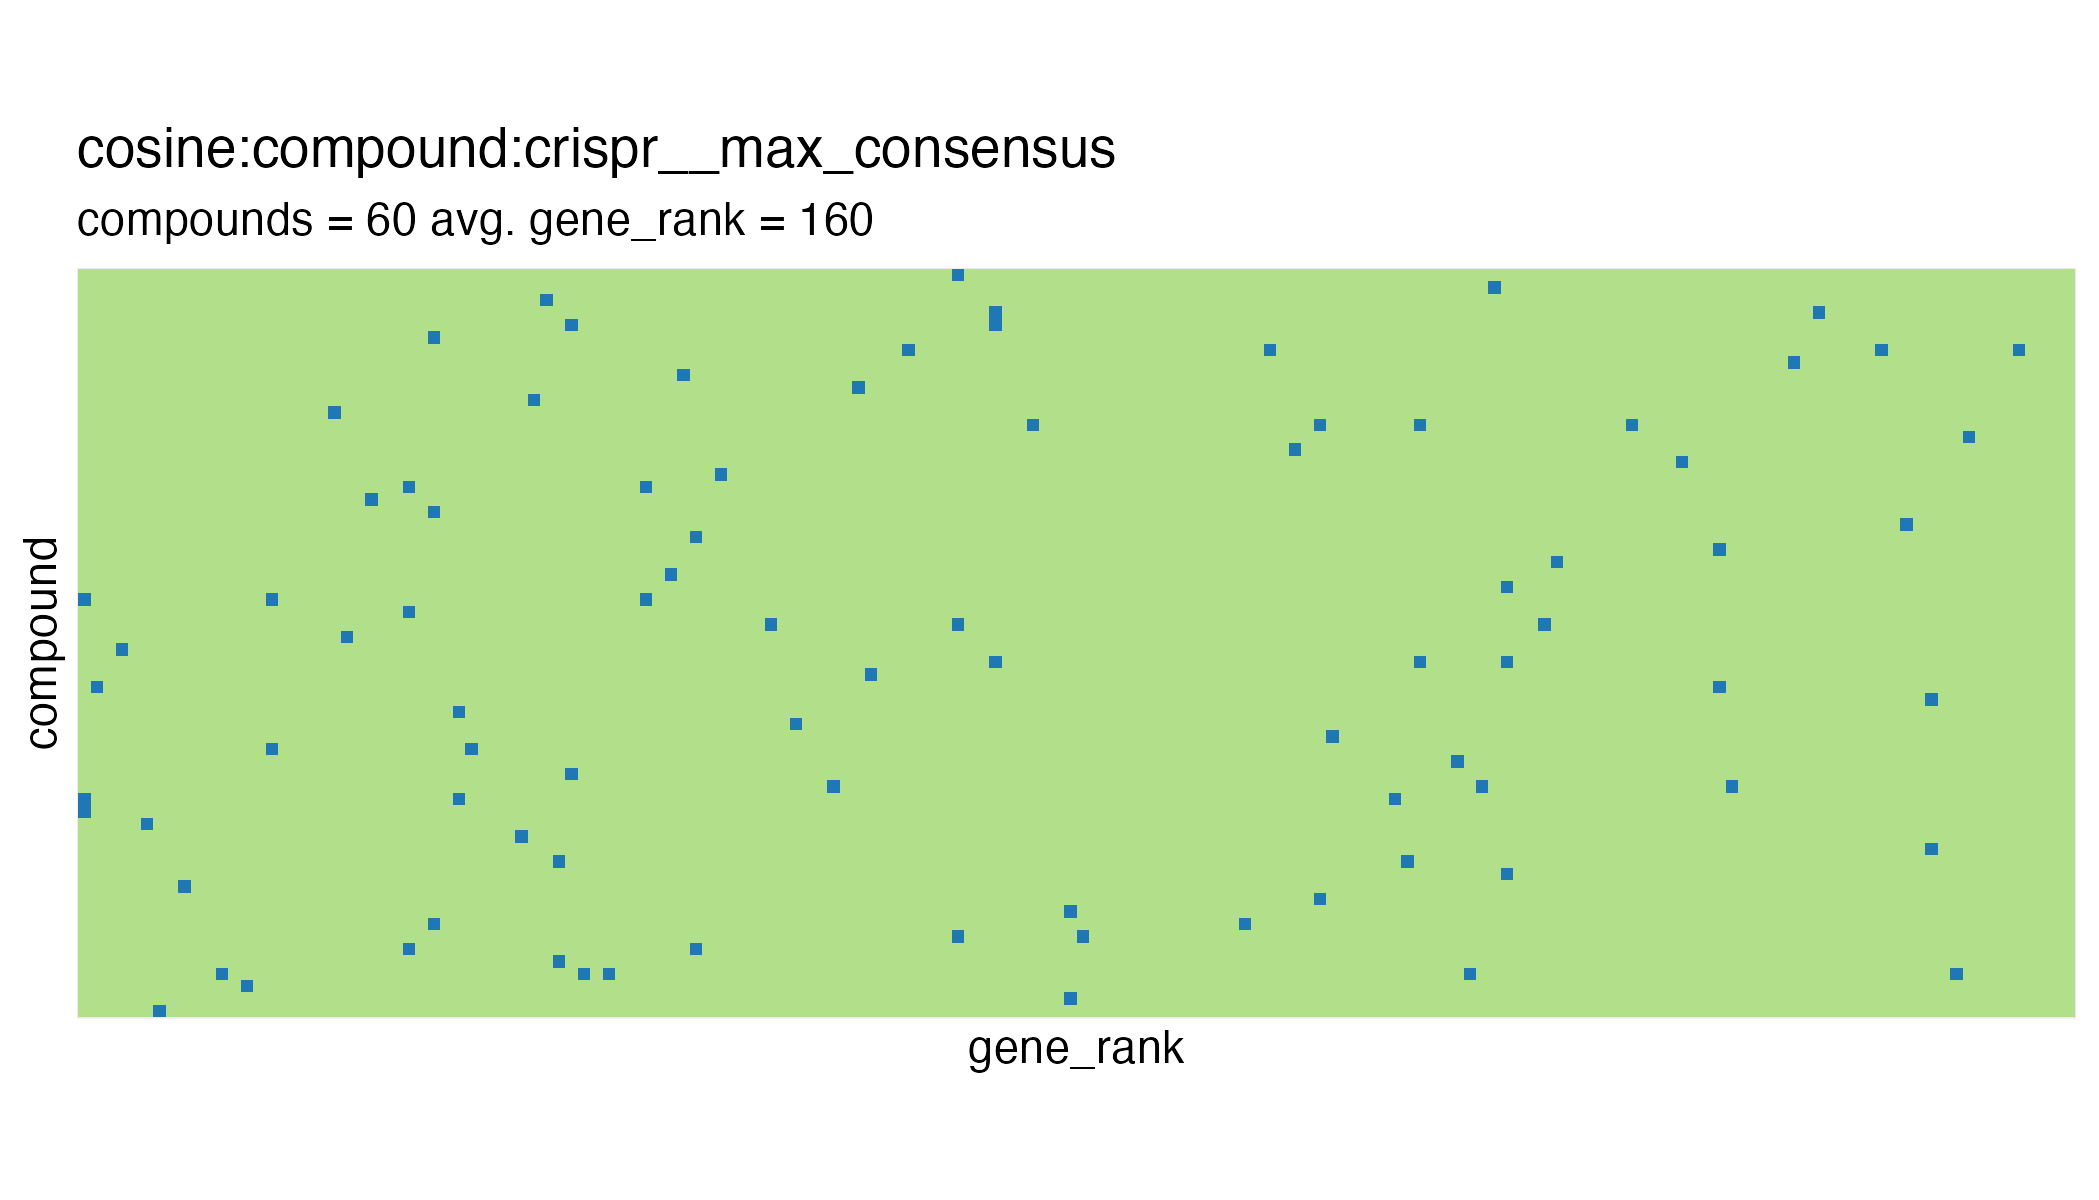 cosine:compound:crispr__max_consensus
compounds = 60 avg. gene_rank = 160
compound
gene_rank